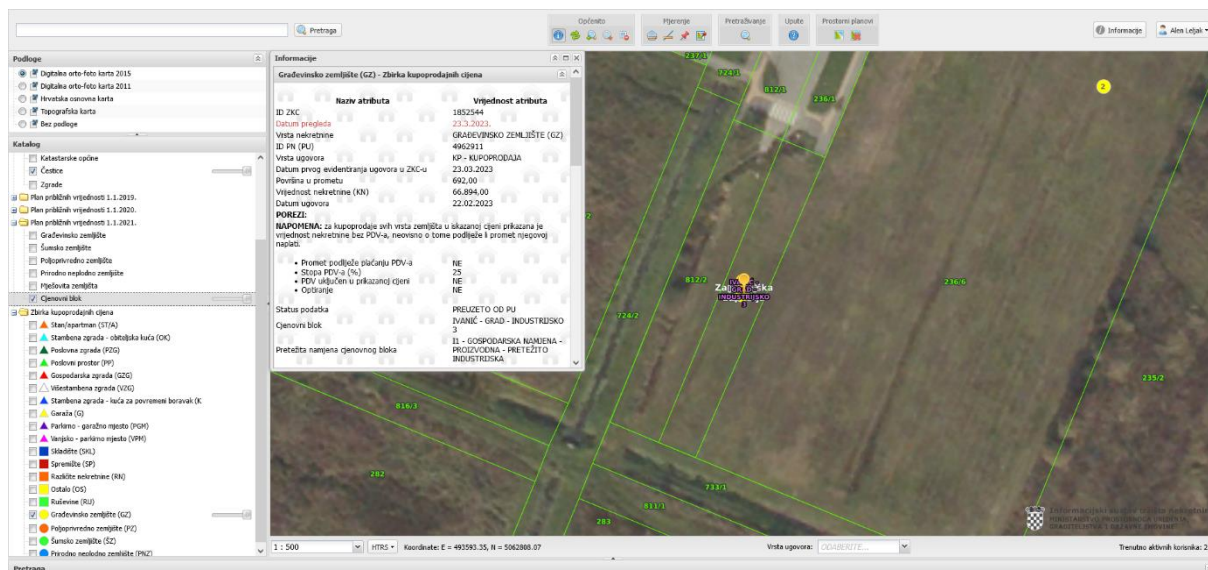 Pretraga
Općenito
Mjerenje
Pretraživanje
Upute
Prostorni planovi
Informacije
Alen Leljak
Podloge
Digitalna orto-foto karta 2015
Digitalna orto-foto karta 2011
Hrvatska osnovna karta
Topografska karta
Bez podloge
Katalog
Katastarske općine
Čestice
Zgrade
Plan približnih vrijednosti 1.1.2019.
Plan približnih vrijednosti 1.1.2020.
Plan približnih vrijednosti 1.1.2021.
Građevinsko zemljište
Šumsko zemljište
Poljoprivredno zemljište
Prirodno neplodno zemljište
Mješovita zemljišta
Cjenovni blok
Zbirka kupoprodajnih cijena
Stan/apartman (ST/A)
Stambena zgrada - obiteljska kuća (OK)
Poslovna zgrada (PZG)
Poslovni prostor (PP)
Gospodarska zgrada (GZG)
Višestambena zgrada (VZG)
Stambena zgrada - kuća za povremeni boravak (K
Garaža (G)
Parkirno - garažno mjesto (PGM)
Vanjsko - parkirno mjesto (VPM)
Skladište (SKL)
Spremište (SP)
Različite nekretnine (RN)
Ostalo (OS)
Ruševine (RU)
Građevinsko zemljište (GZ)
Poljoprivredno zemljište (PZ)
Šumsko zemljište (ŠZ)
Prirodno neplodno zemljište (PNZ)
Informacije
Građevinsko zemljište (GZ) - Zbirka kupoprodajnih cijena
Naziv atributa Vrijednost atributa
ID ZKC 1852544
Datum pregleda 23.3.2023.
Vrsta nekretnine GRAĐEVINSKO ZEMLJIŠTE (GZ)
ID PN (PU) 4962911
Vrsta ugovora KP - KUPOPRODAJA
Datum prvog evidentiranja ugovora u ZKC-u 23.03.2023
Površina u prometu 692,00
Vrijednost nekretnine (KN) 66.894,00
Datum ugovora 22.02.2023
POREZI:
NAPOMENA: za kupoprodaje svih vrsta zemljišta u iskazanoj cijeni prikazana je
vrijednost nekretnine bez PDV-a, neovisno o tome podliježe li promet njegovoj
naplati.
• Promet podliježe plaćanju PDV-a NE
• Stopa PDV-a (%) 25
• PDV uključen u prikazanoj cijeni NE
• Optiranje NE
Status podatka PREUZETO OD PU
Cjenovni blok IVANIĆ - GRAD - INDUSTRIJSKO
3
Pretežita namjena cjenovnog bloka I1 - GOSPODARSKA NAMJENA -
PROIZVODNA - PRETEŽITO
INDUSTRIJSKA
237/1
724/1
812/1
236/1
2
812/2
724/2
236/6
235/2
INDUSTRIJSKO
3
816/3
282
733/1
811/1
283
1 : 500
HTRS
Koordinate: E = 493593.35, N = 5062808.07
Vrsta ugovora:
ODABERITE...
Trenutno aktivnih korisnika: 2
Pretraga